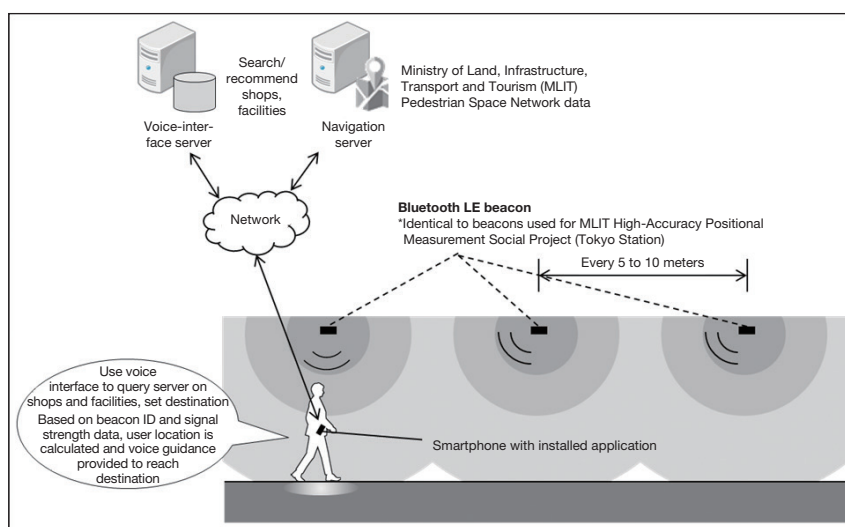 Search/
recommend
shops,
facilities
Ministry of Land, Infrastructure,
Transport and Tourism (MLIT)
Pedestrian Space Network data
Voice-inter-
face server
Navigation
server
Network
Bluetooth LE beacon
*Identical to beacons used for MLIT High-Accuracy Positional
Measurement Social Project (Tokyo Station)
Every 5 to 10 meters
Use voice
interface to query server on
shops and facilities, set destination
Based on beacon ID and signal
strength data, user location is
calculated and voice guidance
provided to reach
destination
Smartphone with installed application